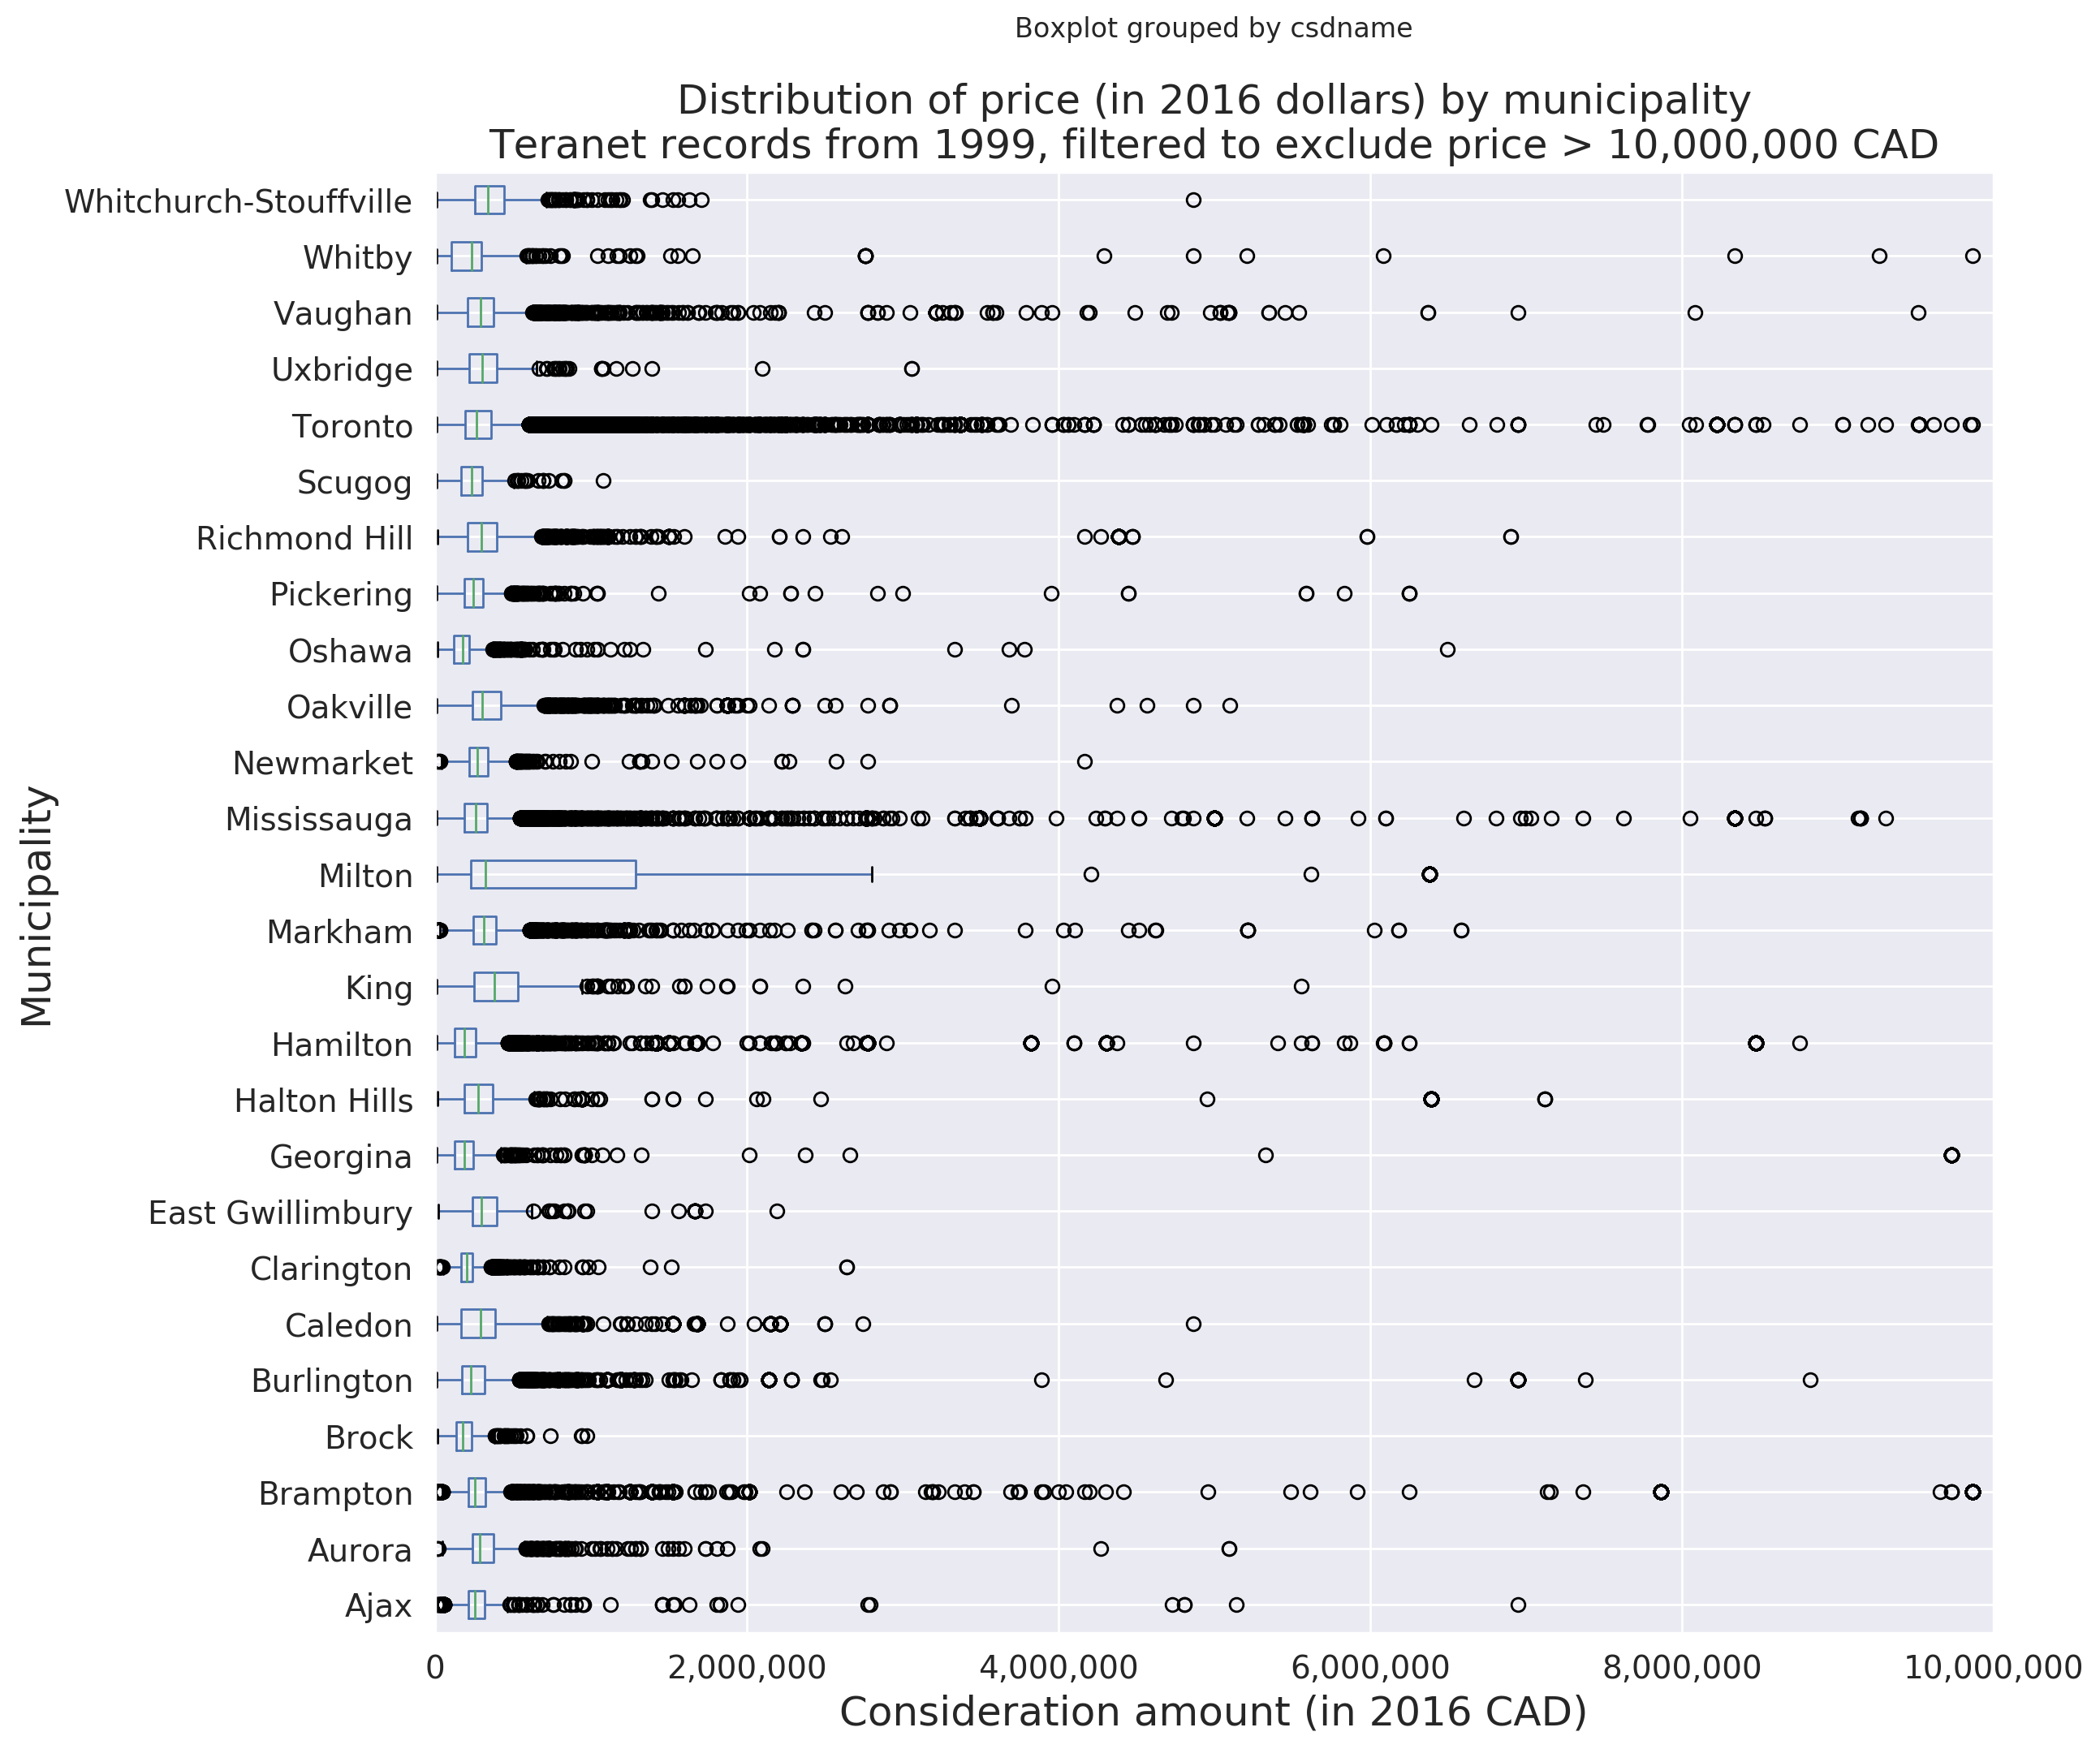 Boxplot grouped by csdname
Distribution of price (in 2016 dollars) by municipality
Teranet records from 1999, filtered to exclude price > 10,000,000 CAD
Whitchurch-Stouffville
Whitby
Vaughan
Uxbridge
Toronto
Scugog
Richmond Hill
Pickering
Oshawa
Oakville
Newmarket
Mississauga
Milton
Markham
King
Hamilton
Halton Hills
Georgina
East Gwillimbury
Clarington
Caledon
Burlington
Brock
Brampton
Aurora
Ajax
Municipality
0 2,000,000 4,000,000 6,000,000 8,000,000 10,000,000
Consideration amount (in 2016 CAD)